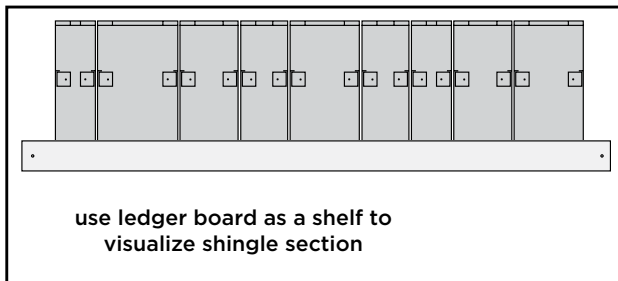 use ledger board as a shelf to
visualize shingle section